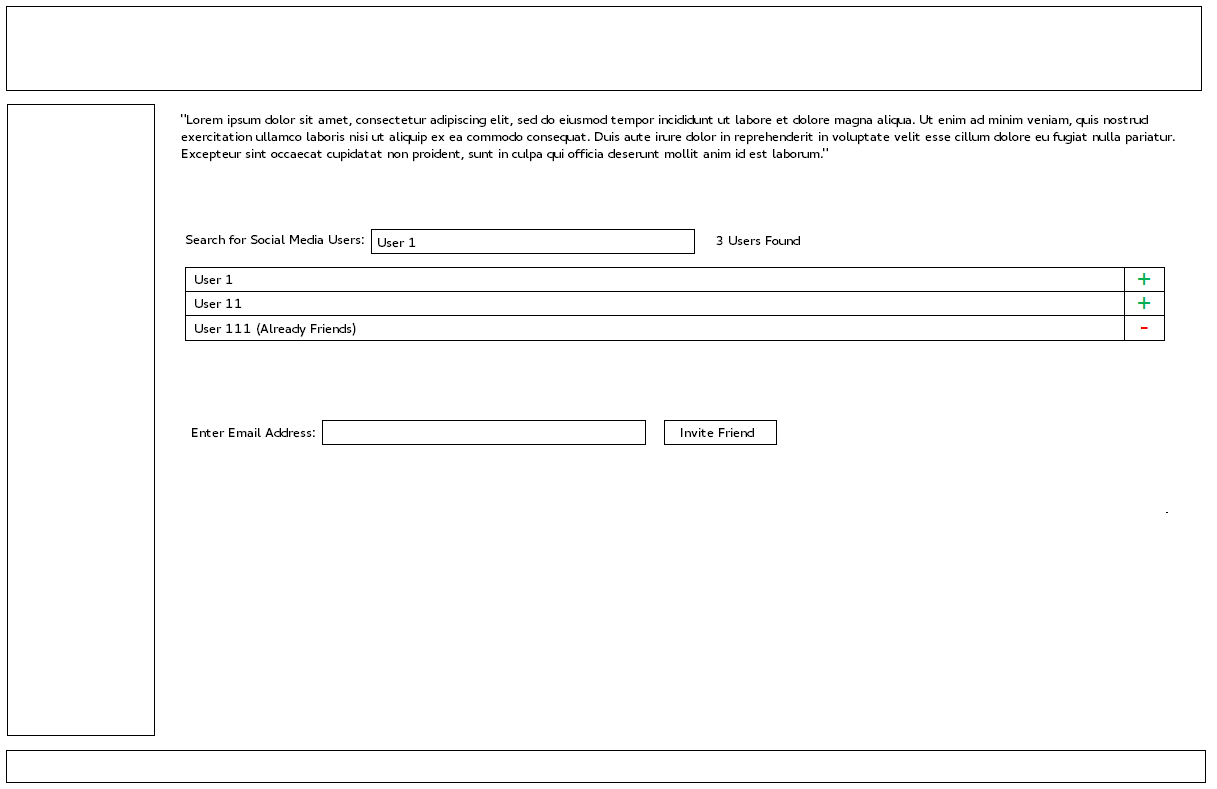 "Lorem ipsum dolor sit amet, consectetur adipiscing elit, sed do eiusmod tempor incididunt ut labore et dolore magna aliqua. Ut enim ad minim veniam, quis nostrud
exercitation ullamco laboris nisi ut aliquip ex ea commodo consequat. Duis aute irure dolor in reprehenderit in voluptate velit esse cillum dolore eu fugiat nulla pariatur.
Excepteur sint occaecat cupidatat non proident, sunt in culpa qui officia deserunt mollit anim id est laborum."
Search for Social Media Users: User 1 3 Users Found
User 1 +
User 11 +
User 111 (Already Friends) -
Enter Email Address: Invite Friend